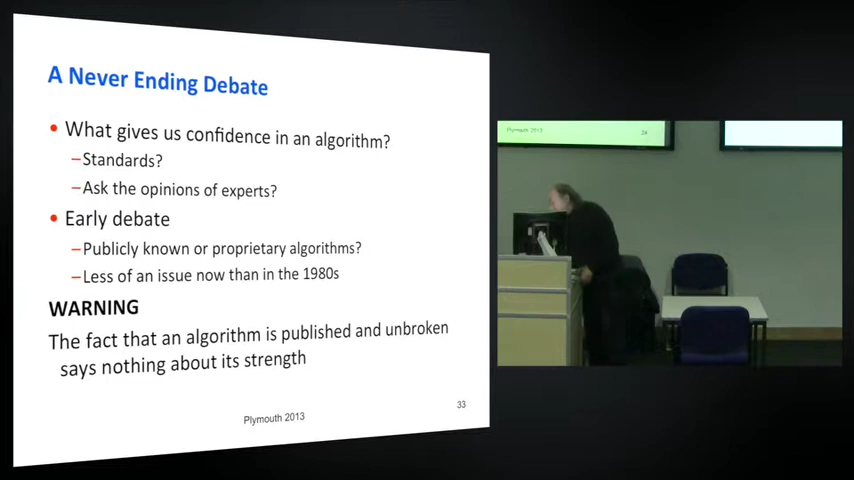 A Never Ending Debate
• What gives us confidence in an algorithm?
–Standards?
–Ask the opinions of experts?
• Early debate
–Publicly known or proprietary algorithms?
–Less of an issue now than in the 1980s
WARNING
The fact that an algorithm is published and unbroken
says nothing about its strength
Plymouth 2013
33
Plymouth 2013
34